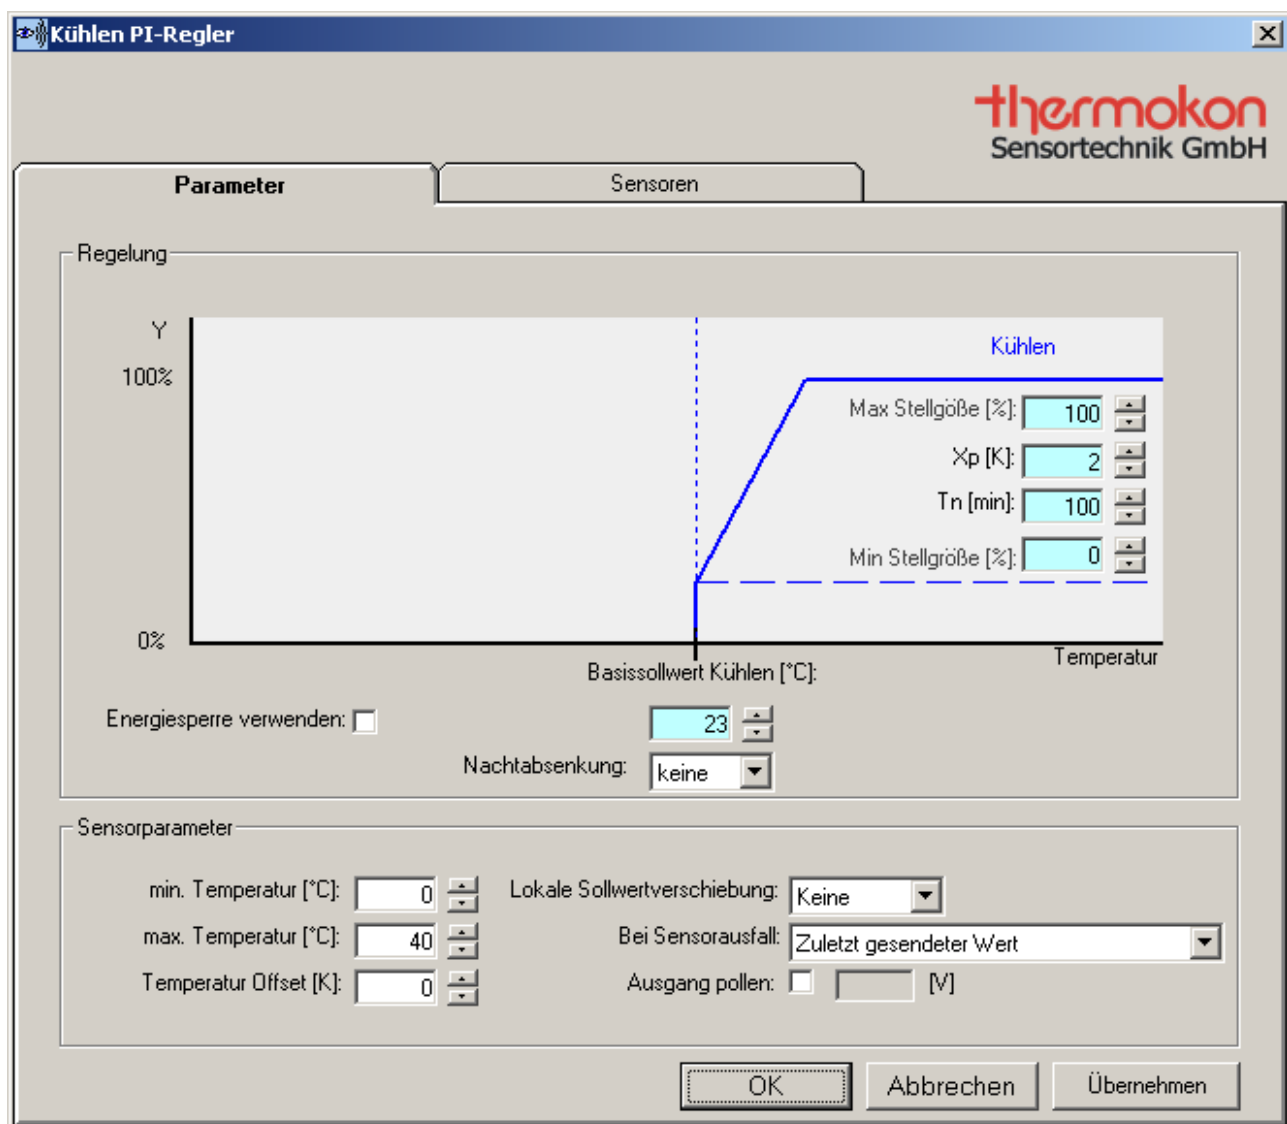 Kühlen PI-Regler
thermokon
Sensortechnik GmbH
Parameter
Sensoren
Regelung
Y
Kühlen
100%
Max Stellgöße [%]: 100
Xp [K]: 2
Tn [min]: 100
Min Stellgröße [%]: 0
0%
Temperatur
Basissollwert Kühlen [°C]:
Energiesperre verwenden:
23
Nachtabsenkung: keine
Sensorparameter
min. Temperatur [°C]: 0
Lokale Sollwertverschiebung: Keine
max. Temperatur [°C]: 40
Bei Sensorausfall: Zuletzt gesendeter Wert
Temperatur Offset [K]: 0
Ausgang pollen: [V]
OK
Abbrechen
Übernehmen